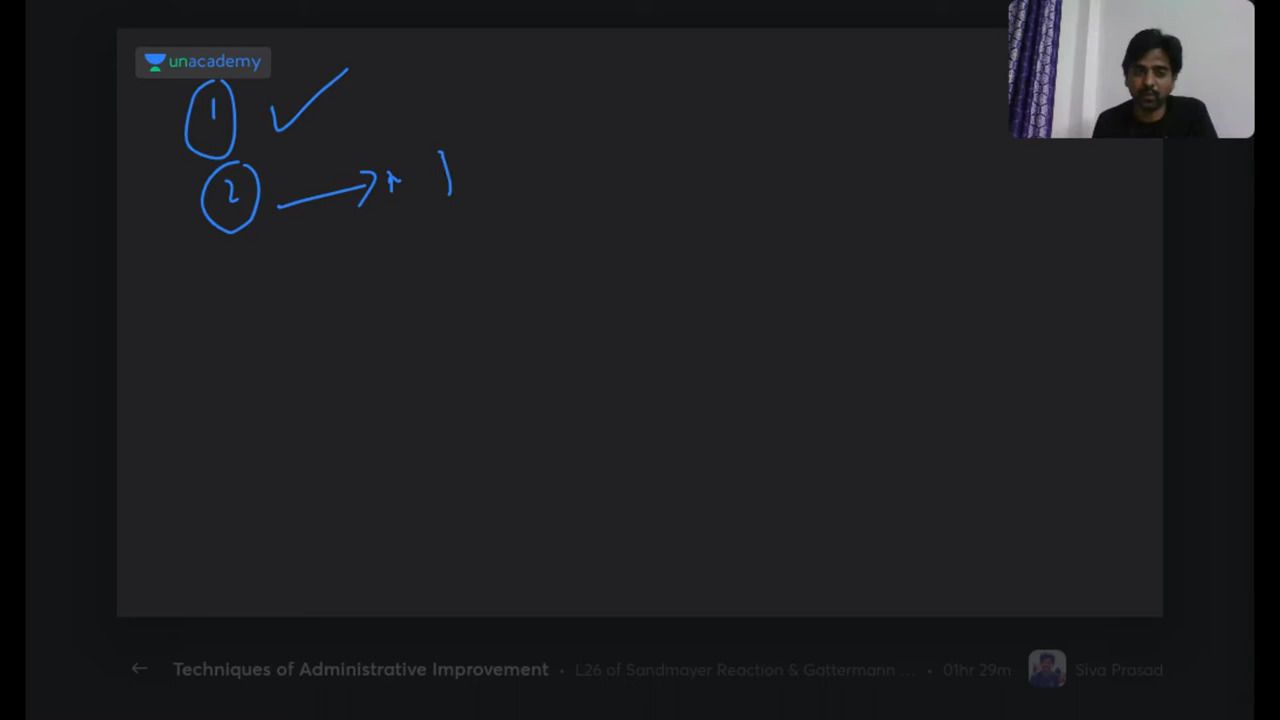 unacademy
1
2
Techniques of Administrative Improvement • L26 of Sandmayer Reaction & Gattermann ... • 01hr 29m Siva Prasad